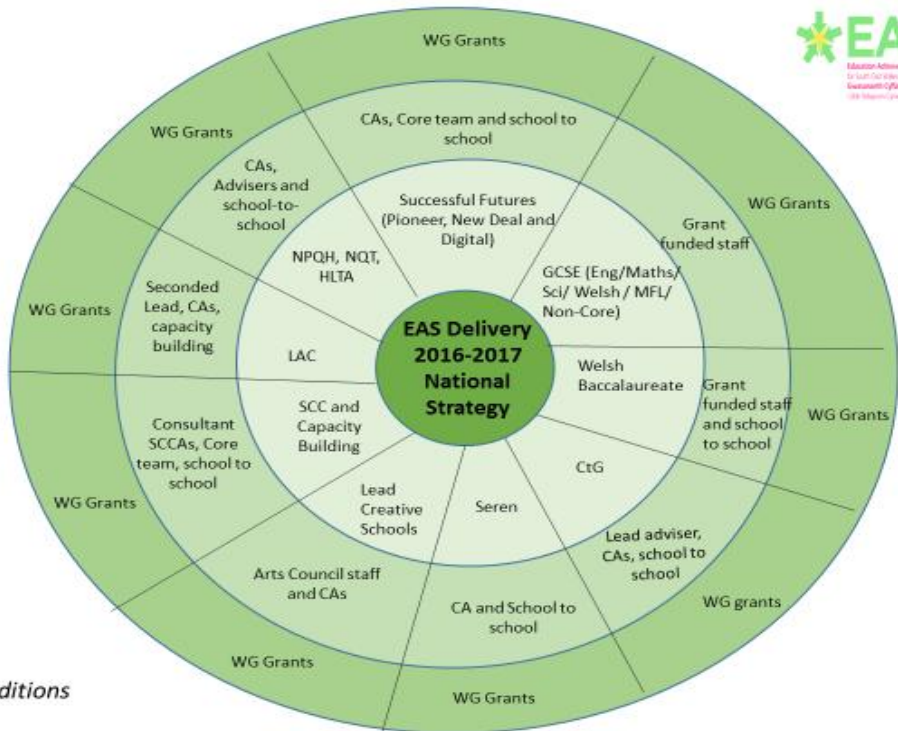 EA
WG Grants
WG Grants
CAs, Core team and school to
school
CAs,
Advisers and
school-to-
school
WG Grants
Successful Futures
(Pioneer, New Deal and
Digital)
Grant
funded staff
NPQH, NQT,
HLTA
GCSE (Eng/Maths/
Sci/ Welsh / MFL/
Non-Core)
WG Grants
Seconded
Lead, CAs,
capacity
building
LAC
EAS Delivery
2016-2017
National
Strategy
Welsh
Baccalaureate
Grant
funded staff
and school
to school
WG Grants
SCC and
Capacity
Building
Consultant
SCCAs, Core
team, school to
school
WG Grants
CtG
Lead
Creative
Schools
Seren
Lead adviser,
CAs, school to
school
WG grants
Arts Council staff
and CAs
CA and School to
school
WG Grants
WG Grants
ditions